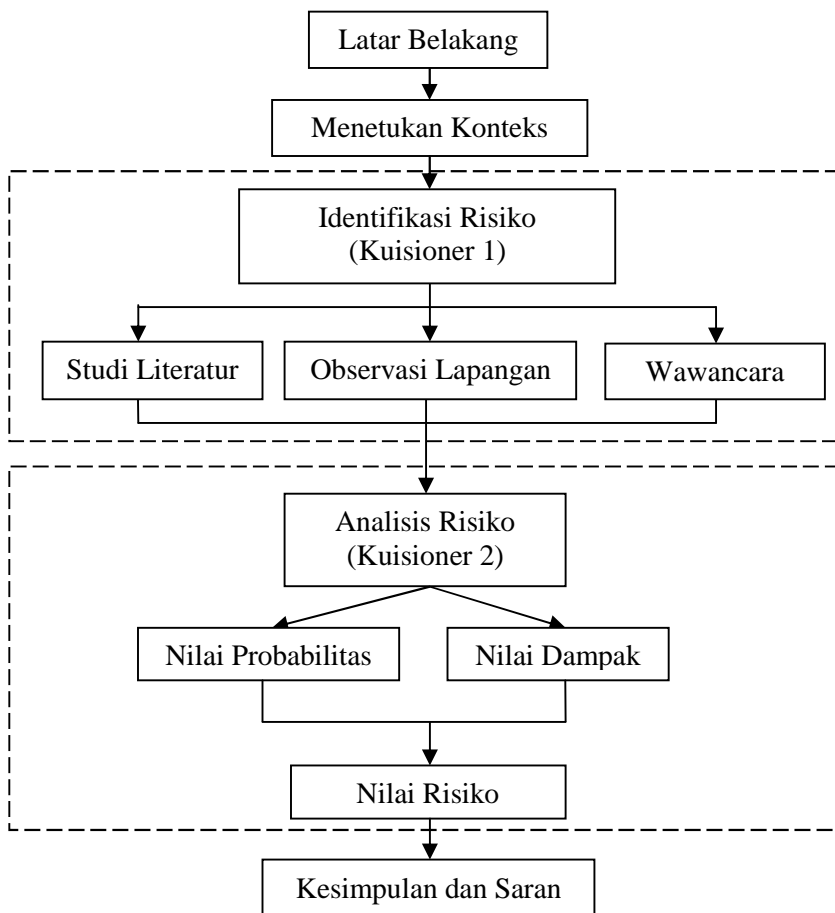 Latar Belakang
Menetukan Konteks
Identifikasi Risiko
(Kuisioner 1)
Studi Literatur
Observasi Lapangan
Wawancara
Analisis Risiko
(Kuisioner 2)
Nilai Probabilitas
Nilai Dampak
Nilai Risiko
Kesimpulan dan Saran